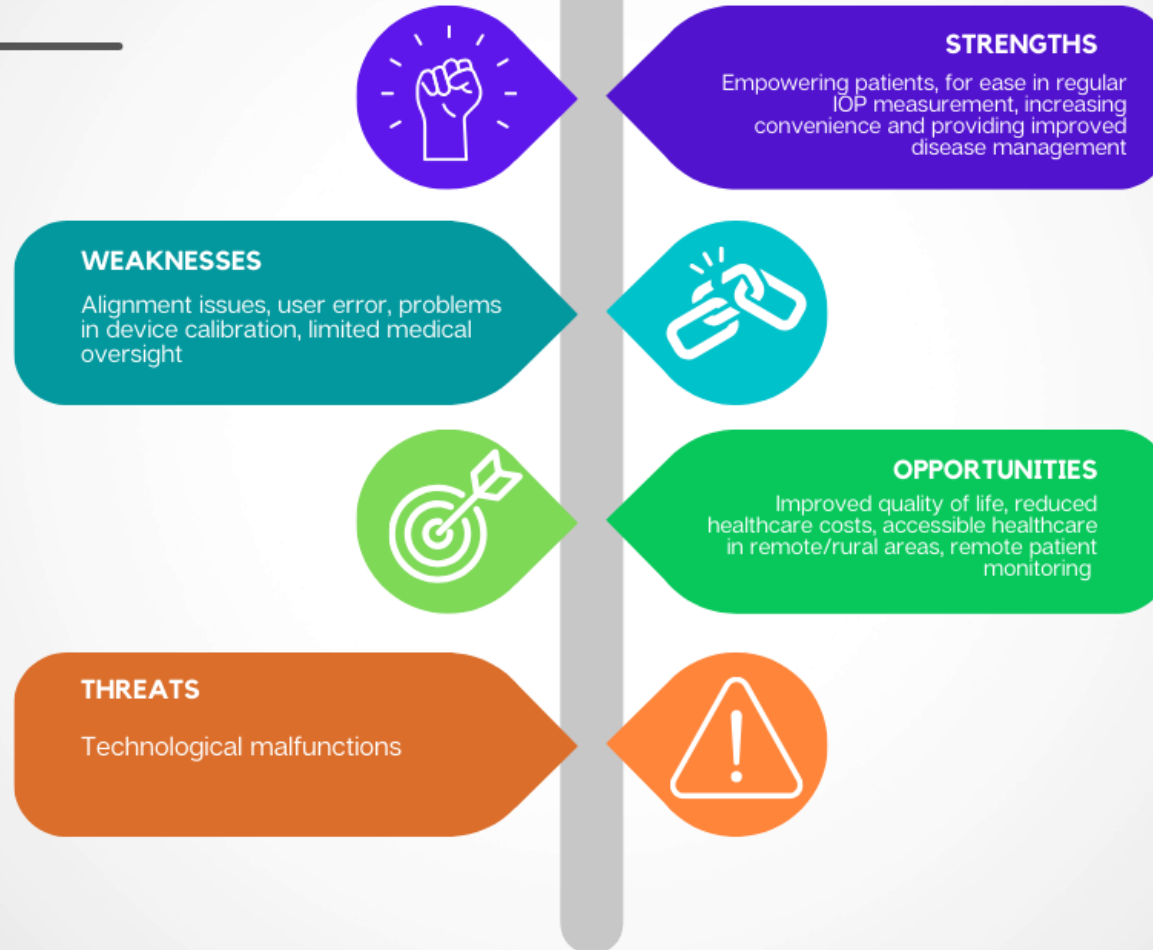 STRENGTHS
Empowering patients, for ease in regular
IOP measurement, increasing
convenience and providing improved
disease management
WEAKNESSES
Alignment issues, user error, problems
in device calibration, limited medical
oversight
OPPORTUNITIES
Improved quality of life, reduced
healthcare costs, accessible healthcare
in remote/rural areas, remote patient
monitoring
THREATS
Technological malfunctions